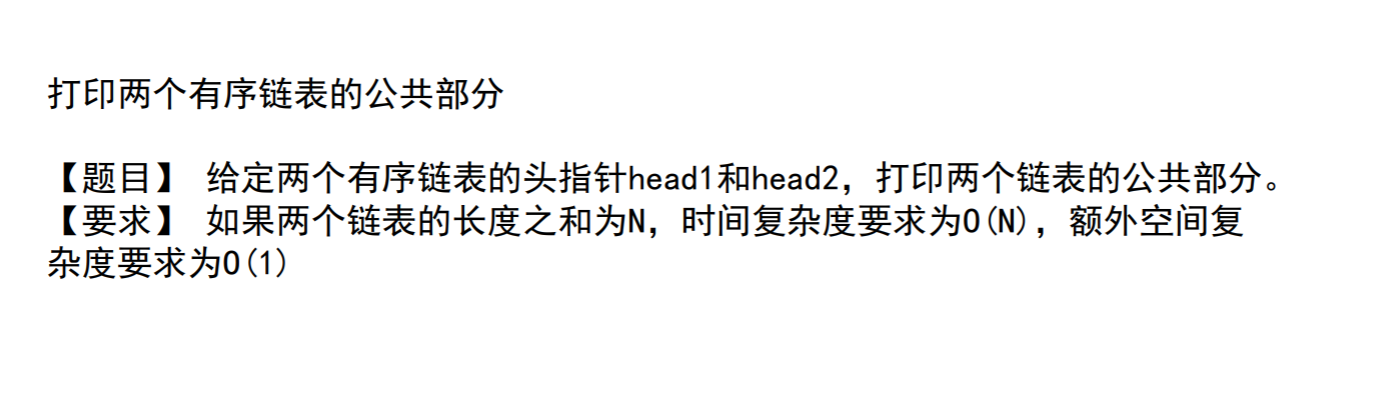 打印两个有序链表的公共部分
【题目】 给定两个有序链表的头指针head1和head2，打印两个链表的公共部分。
【要求】 如果两个链表的长度之和为N，时间复杂度要求为O(N)，额外空间复
杂度要求为O(1)